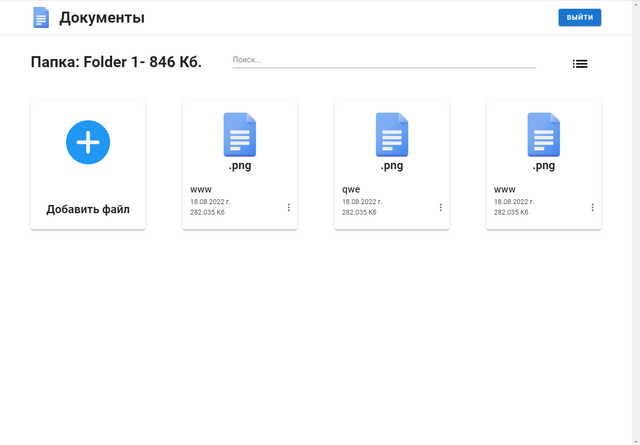 Документы
ВЫЙТИ
Папка: Folder 1- 846 Кб.
Поиск...
Добавить файл
.png
www
18.08.2022 г.
282.035 Кб
.png
qwe
18.08.2022 г.
282.035 Кб
.png
www
18.08.2022 г.
282.035 Кб